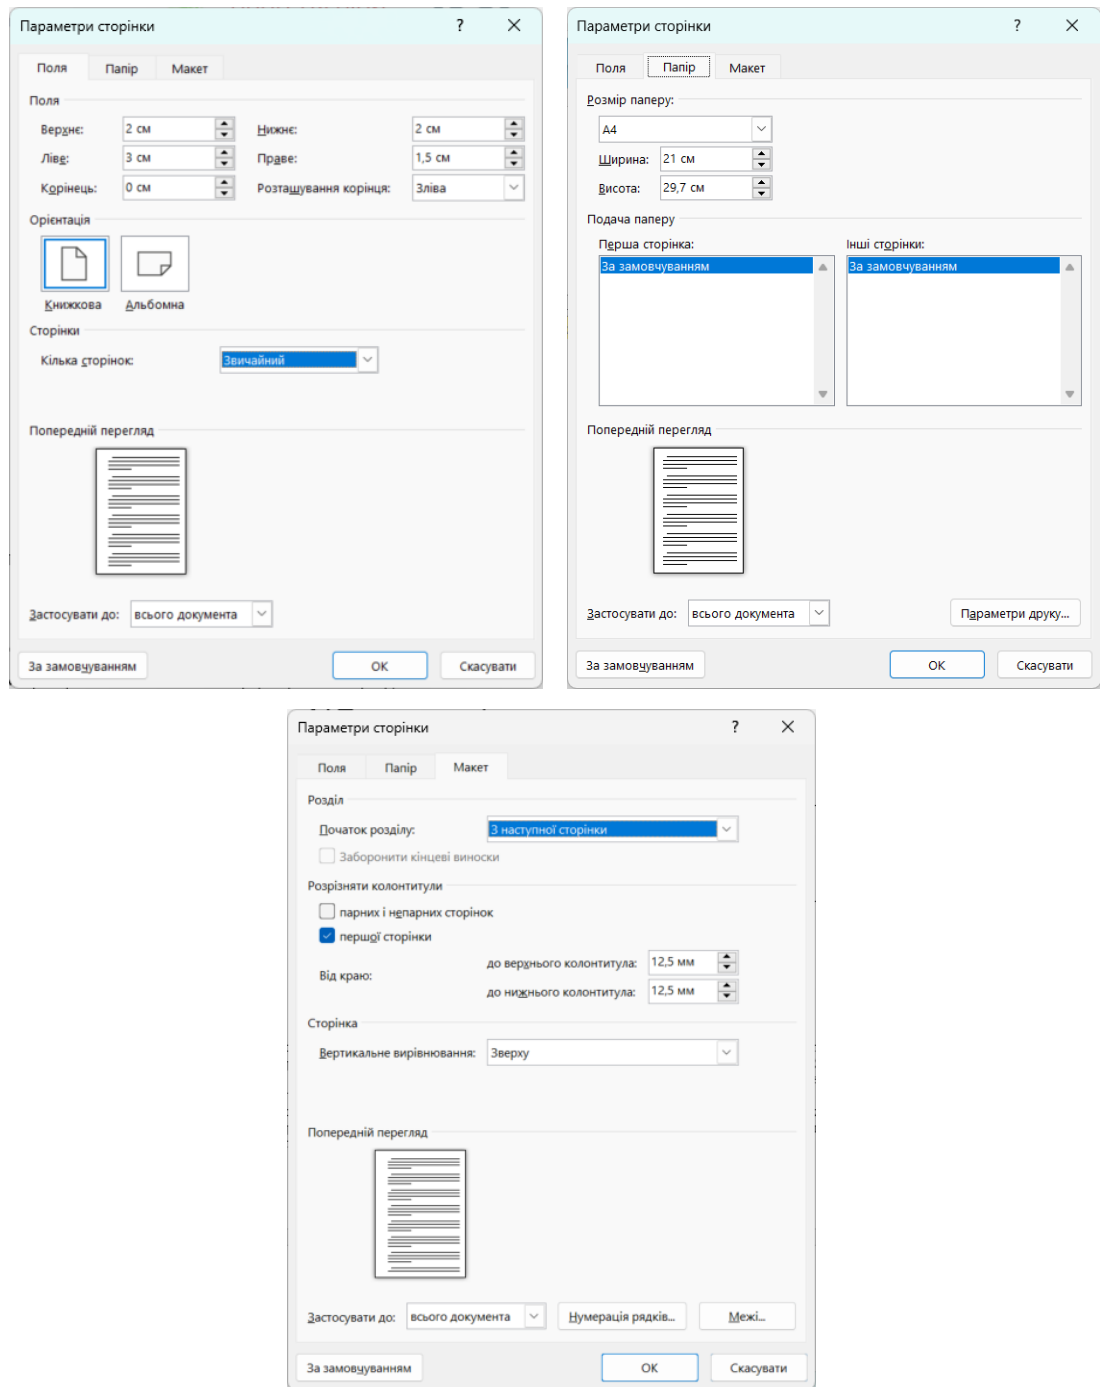 Параметри сторінки ?
Поля Папір Макет
Поля
Верхнє: 2 см Нижнє: 2 см
Ліве: 3 см Праве: 1,5 см
Корінець: 0 см Розташування корінця: Зліва
Орієнтація
Книжкова Альбомна
Сторінки
Кілька сторінок: Звичайний
Попередній перегляд
Застосувати до: всього документа
За замовчуванням ОК Скасувати
Параметри сторінки ?
Поля Папір Макет
Розмір паперу:
A4
Ширина: 21 см
Висота: 29,7 см
Подача паперу
Перша сторінка: Інші сторінки:
За замовчуванням За замовчуванням
Попередній перегляд
Застосувати до: всього документа Параметри друку...
За замовчуванням ОК Скасувати
Параметри сторінки ?
Поля Папір Макет
Розділ
Початок розділу: З наступної сторінки
Заборонити кінцеві виноски
Розрізняти колонтитули
парних і непарних сторінок
першої сторінки
Від краю: до верхнього колонтитула: 12,5 мм
до нижнього колонтитула: 12,5 мм
Сторінка
Вертикальне вирівнювання: Зверху
Попередній перегляд
Застосувати до: всього документа Нумерація рядків... Межі...
За замовчуванням ОК Скасувати